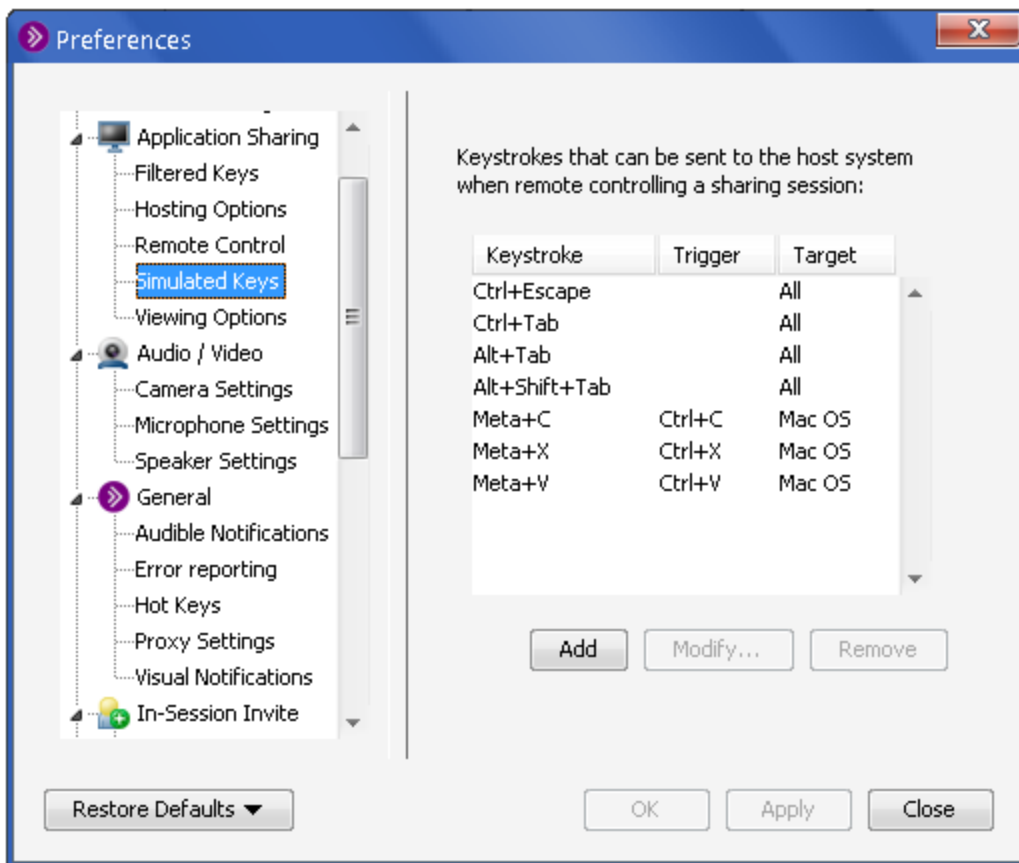 Preferences
Application Sharing
Filtered Keys
Hosting Options
Remote Control
Simulated Keys
Viewing Options
Audio / Video
Camera Settings
Microphone Settings
Speaker Settings
General
Audible Notifications
Error reporting
Hot Keys
Proxy Settings
Visual Notifications
In-Session Invite
Keystrokes that can be sent to the host system
when remote controlling a sharing session:
Keystroke Trigger Target
Ctrl+Escape All
Ctrl+Tab All
Alt+Tab All
Alt+Shift+Tab All
Meta+C Ctrl+C Mac OS
Meta+X Ctrl+X Mac OS
Meta+V Ctrl+V Mac OS
Add Modify... Remove
Restore Defaults OK Apply Close